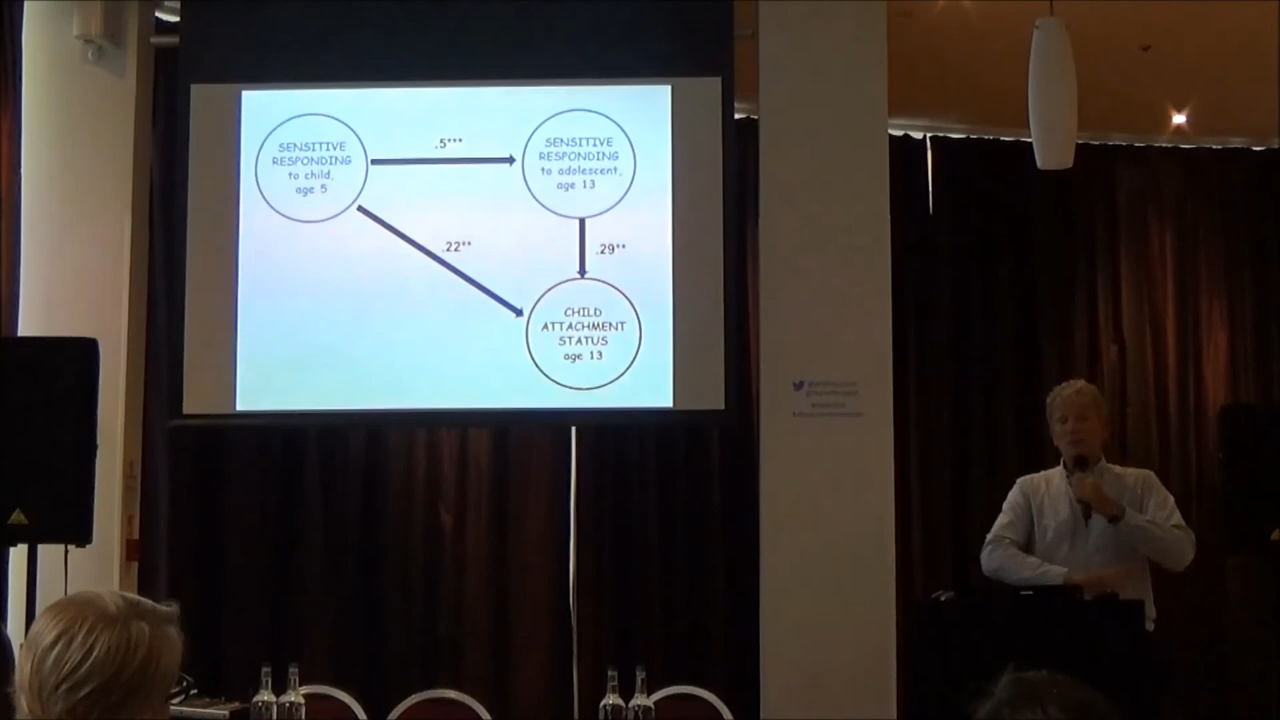 SENSITIVE
RESPONDING
to child,
age 5
.5***
SENSITIVE
RESPONDING
to adolescent,
age 13
.22**
.29**
CHILD
ATTACHMENT
STATUS
age 13